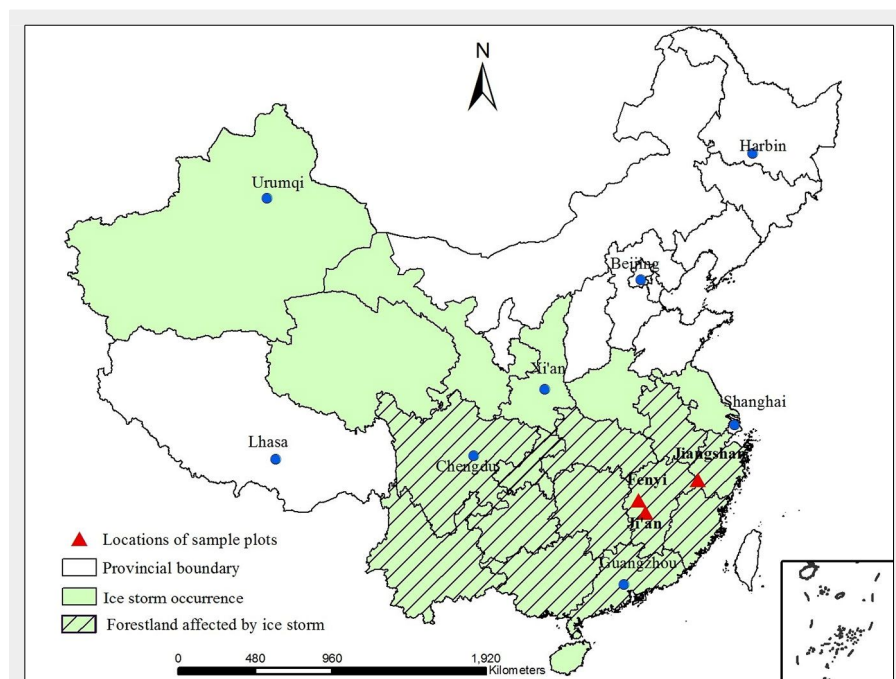 N
Harbin
Urumqi
Beijing
Xi'an
Shanghai
Lhasa
Chengdu
Jiangshan
Fenyi
Ji'an
Guangzhou
Locations of sample plots
Provincial boundary
Ice storm occurrence
Forestland affected by ice storm
0 480 960 1,920
Kilometers